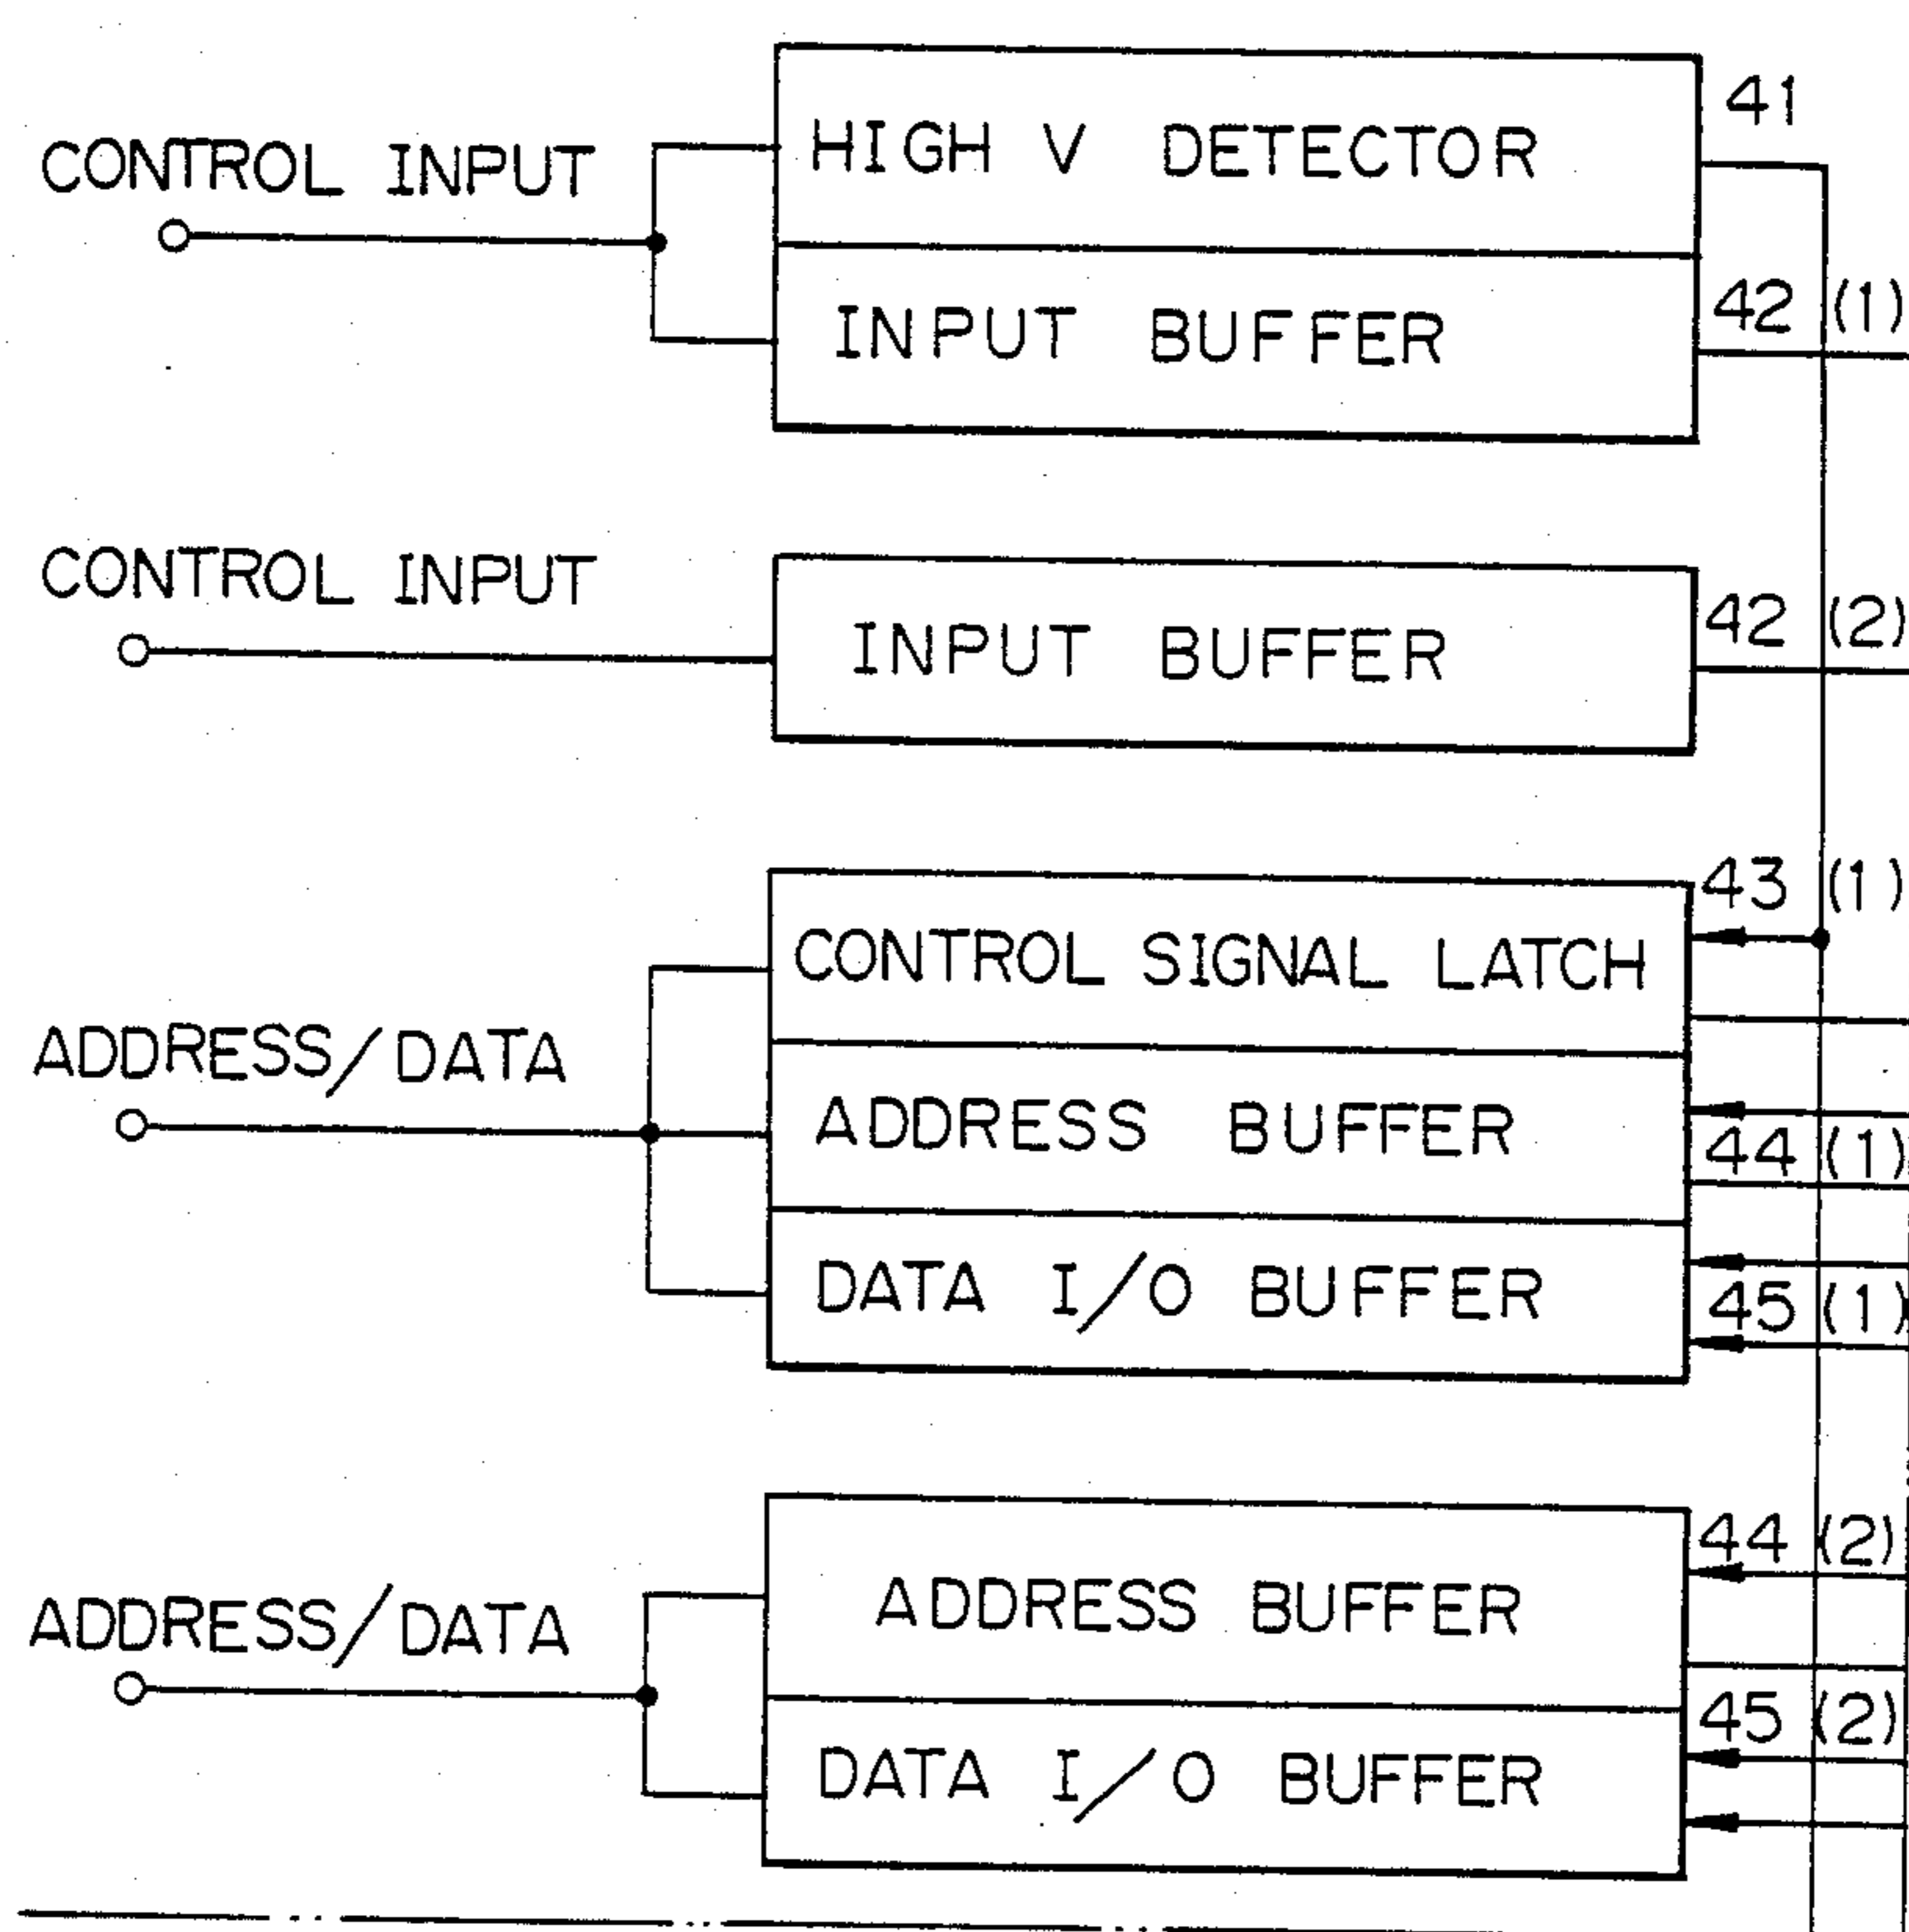 41
HIGH V DETECTOR
CONTROL INPUT
42 (1)
INPUT BUFFER
CONTROL INPUT
42 (2)
INPUT BUFFER
43 (1)
CONTROL SIGNAL LATCH
ADDRESS/DATA
ADDRESS BUFFER
44 (1)
DATA I/O BUFFER
45 (1)
44 (2)
ADDRESS BUFFER
ADDRESS/DATA
45 (2)
DATA I/O BUFFER